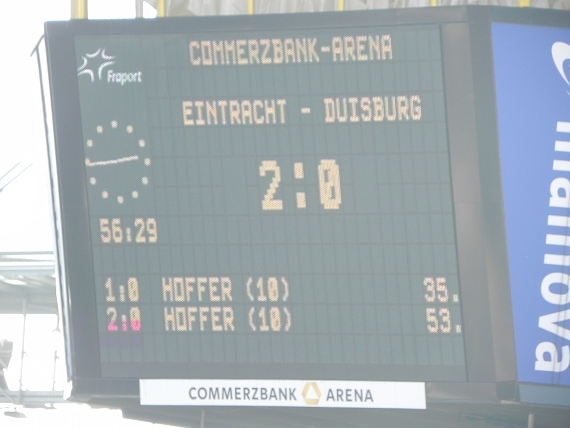 COMMERZBANK-ARENA
Fraport
EINTRACHT - DUISBURG
2:0
56:29
1:0 HOFFER (10) 35.
2:0 HOFFER (10) 53.
COMMERZBANK ARENA
mainova